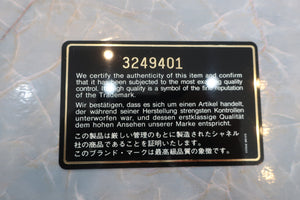 3249401
We certify the authenticity of this item and confirm
that it has been subjected to the most exacting quality
control. Its high quality is a symbol of the fine reputation
of the Trademark.
Wir bestätigen, dass es sich um einen Artikel handelt,
der während seiner Herstellung strengsten Kontrollen
unterworfen war, und dessen erstklassige Qualität
dem hohen Ansehen unserer Marke entspricht.
この製品は厳しい管理のもとに製造されたシャネル
社の商品であることを証明いたします。
このブランド・マークは最高級品質の象徴です。